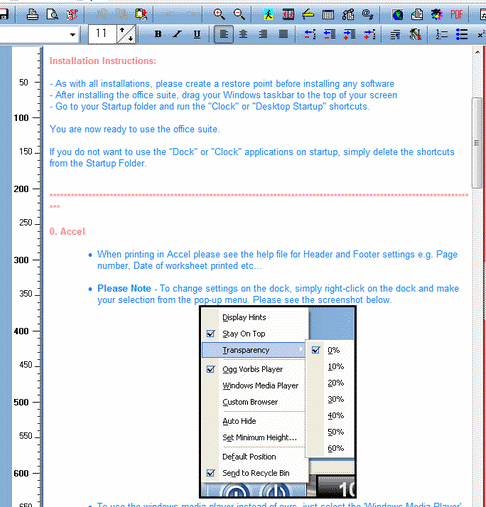 PDF
11
B I U
Installation Instructions:
50
- As with all installations, please create a restore point before installing any software
- After installing the office suite, drag your Windows taskbar to the top of your screen
- Go to your Startup folder and run the "Clock" or "Desktop Startup" shortcuts.
100
You are now ready to use the office suite.
150
If you do not want to use the "Dock" or "Clock" applications on startup, simply delete the shortcuts
from the Startup Folder.
200
***
250
0. Accel
When printing in Accel please see the help file for Header and Footer settings e.g. Page
number, Date of worksheet printed etc...
300
Please Note - To change settings on the dock, simply right-click on the dock and make
your selection from the pop-up menu. Please see the screenshot below.
350
Display Hints
400
Stay On Top
Transparency
0%
10%
450
Ogg Vorbis Player
20%
Windows Media Player
30%
500
Custom Browser
40%
Auto Hide
50%
550
Set Minimum Height...
60%
Default Position
600
Send to Recycle Bin
10
650
To use the windows media player instead of ours, just select the 'Windows Media Player'